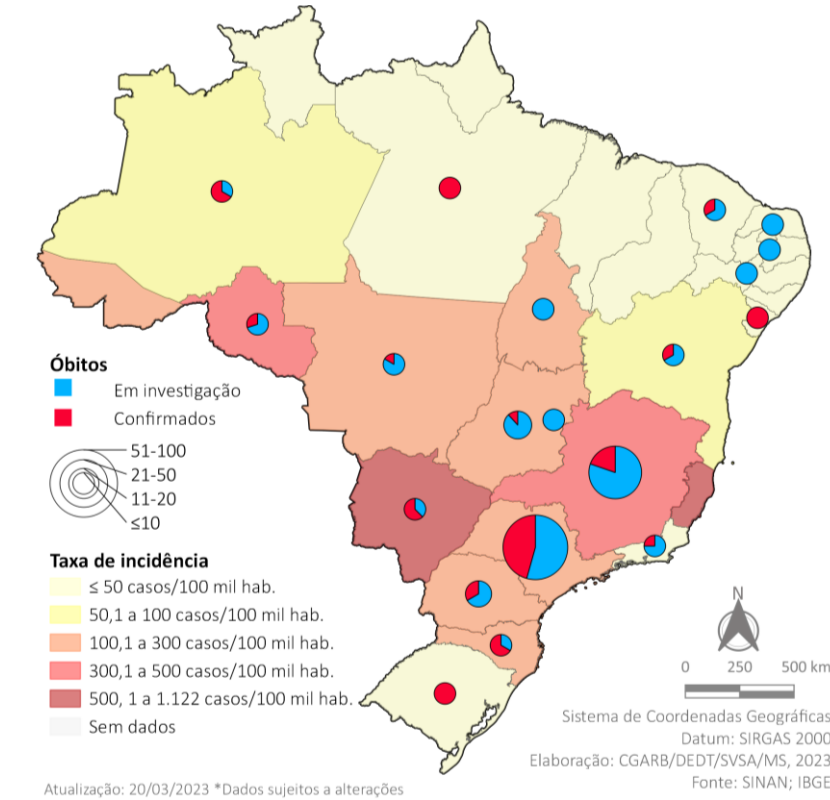 Óbitos
Em investigação
Confirmados
51-100
21-50
11-20
≤10
Taxa de incidência
≤ 50 casos/100 mil hab.
50,1 a 100 casos/100 mil hab.
100,1 a 300 casos/100 mil hab.
300,1 a 500 casos/100 mil hab.
500, 1 a 1.122 casos/100 mil hab.
Sem dados
N
0 250 500 km
Sistema de Coordenadas Geográficas
Datum: SIRGAS 2000
Elaboração: CGARB/DEDT/SVSA/MS, 2023
Fonte: SINAN; IBGE
Atualização: 20/03/2023 *Dados sujeitos a alterações